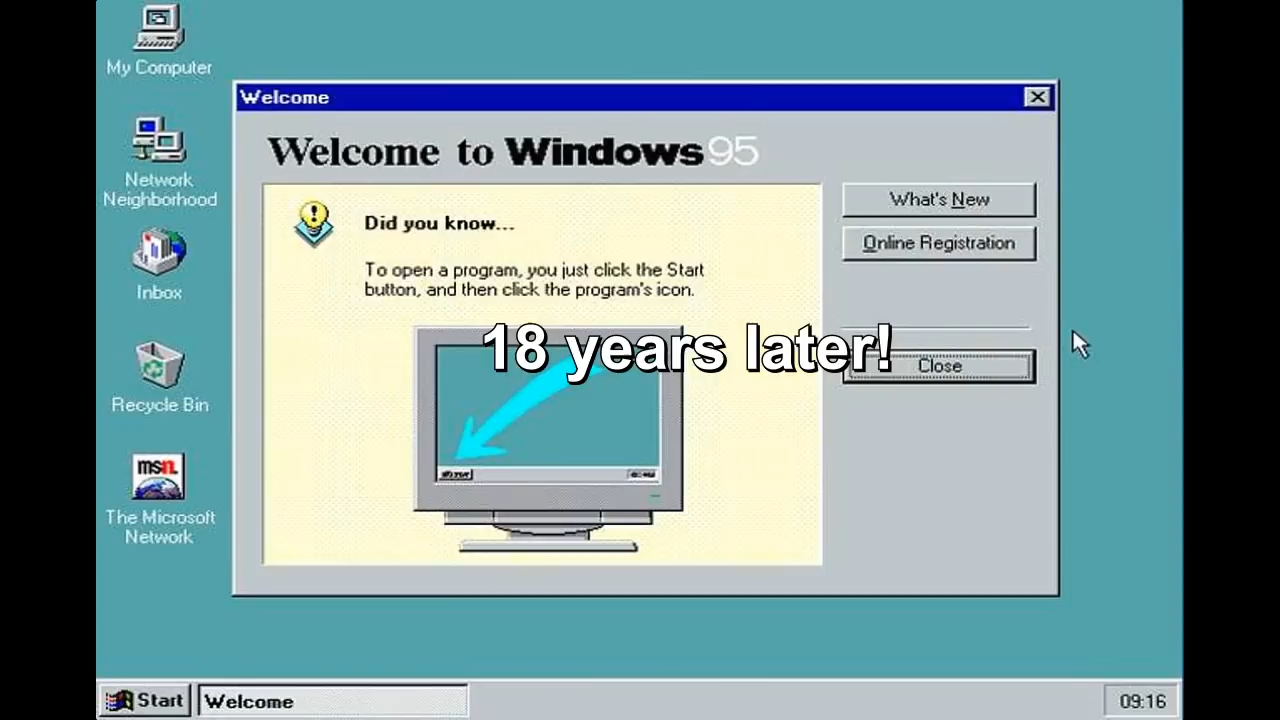 My Computer
Network
Neighborhood
Inbox
Recycle Bin
msn.
The Microsoft
Network
Welcome
Welcome to Windows 95
Did you know...
To open a program, you just click the Start
button, and then click the program's icon.
What's New
Online Registration
18 years later!
Close
Start
Welcome
09:16